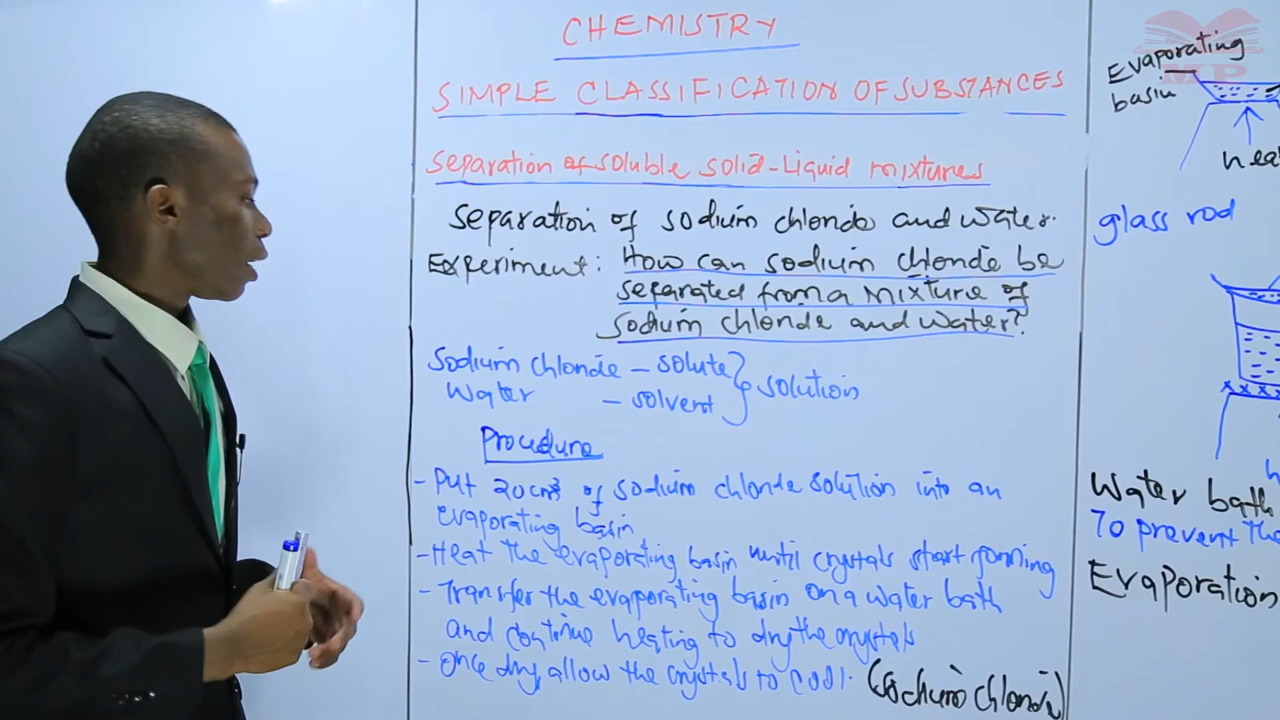 CHEMISTRY
SIMPLE CLASSIFICATION OF SUBSTANCES
Separation of soluble solid-Liquid mixtures
Separation of sodium chloride and water.
Experiment: How can sodium chloride be
separated from a mixture of
sodium chloride and water?
Sodium chloride – solute
Water – solvent
solution
Procedure
- Put 20cm³ of sodium chloride solution into an
evaporating basin
- Heat the evaporating basin until crystals start forming
- Transfer the evaporating basin on a water bath
and continue heating to dry the crystals
- Once dry, allow the crystals to cool.
(sodium chloride)
Evaporating
basin
heat
glass rod
Water bath
To prevent the
Evaporation
MP